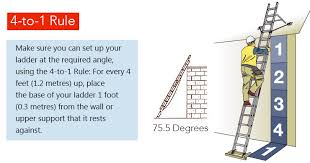 4-to-1 Rule
Make sure you can set up your
ladder at the required angle,
using the 4-to-1 Rule: For every 4
feet (1.2 metres) up, place
the base of your ladder 1 foot
(0.3 metres) from the wall or
upper support that it rests
against.
75.5 Degrees
1
2
3
4
1